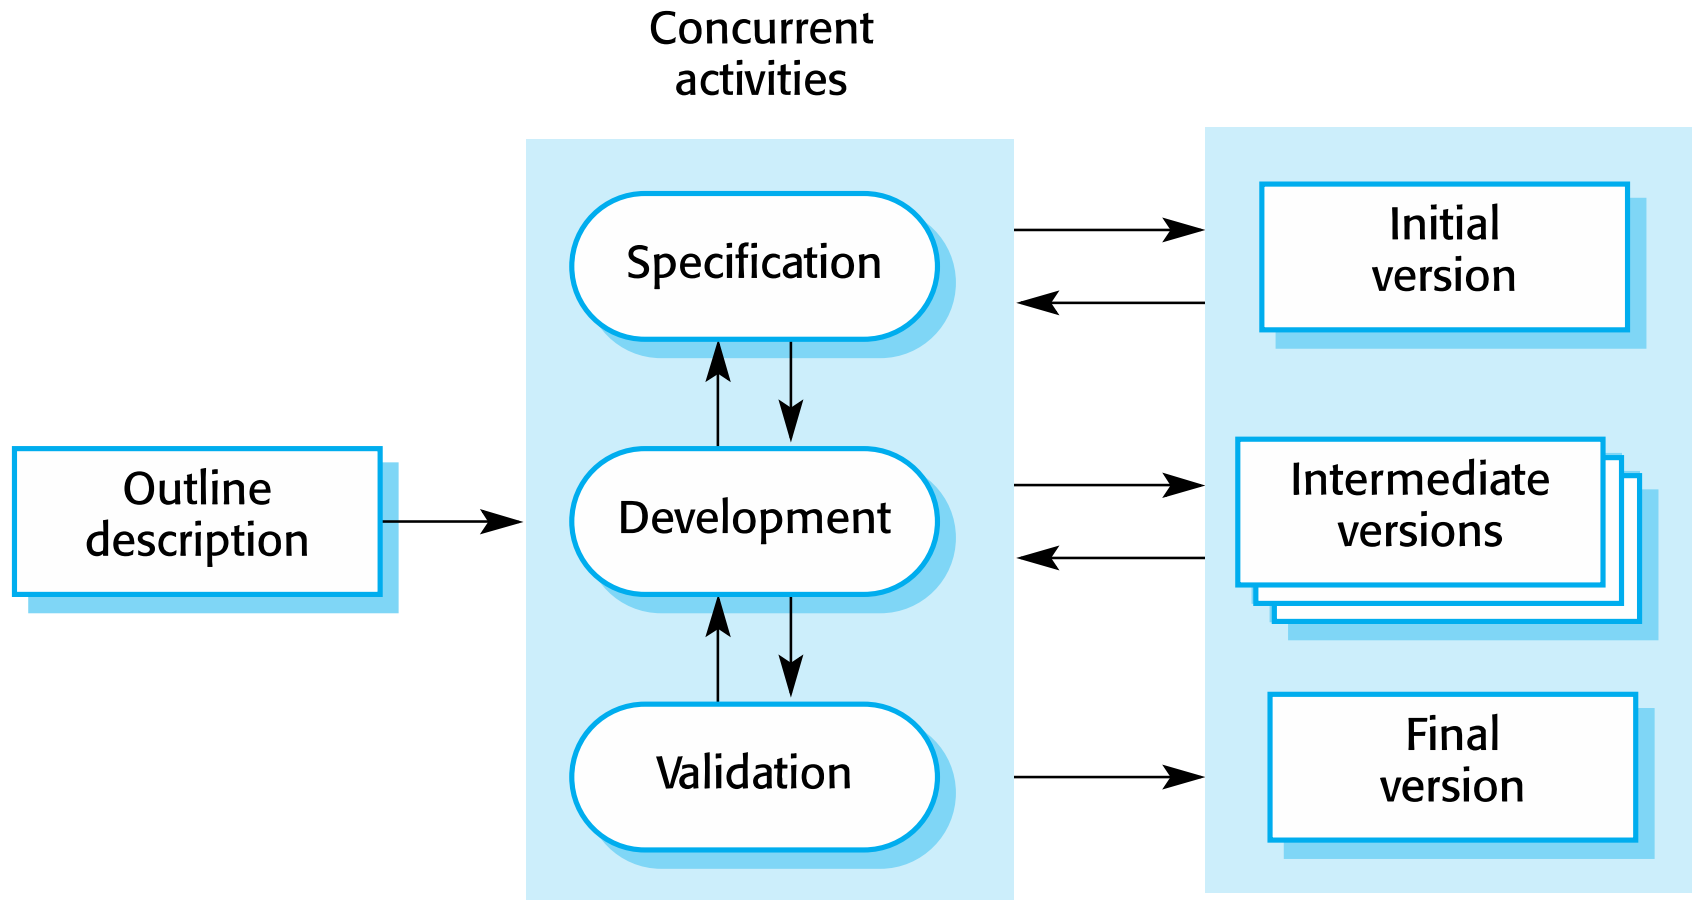 Concurrent
activities
Outline
description
Specification
Development
Validation
Initial
version
Intermediate
versions
Final
version